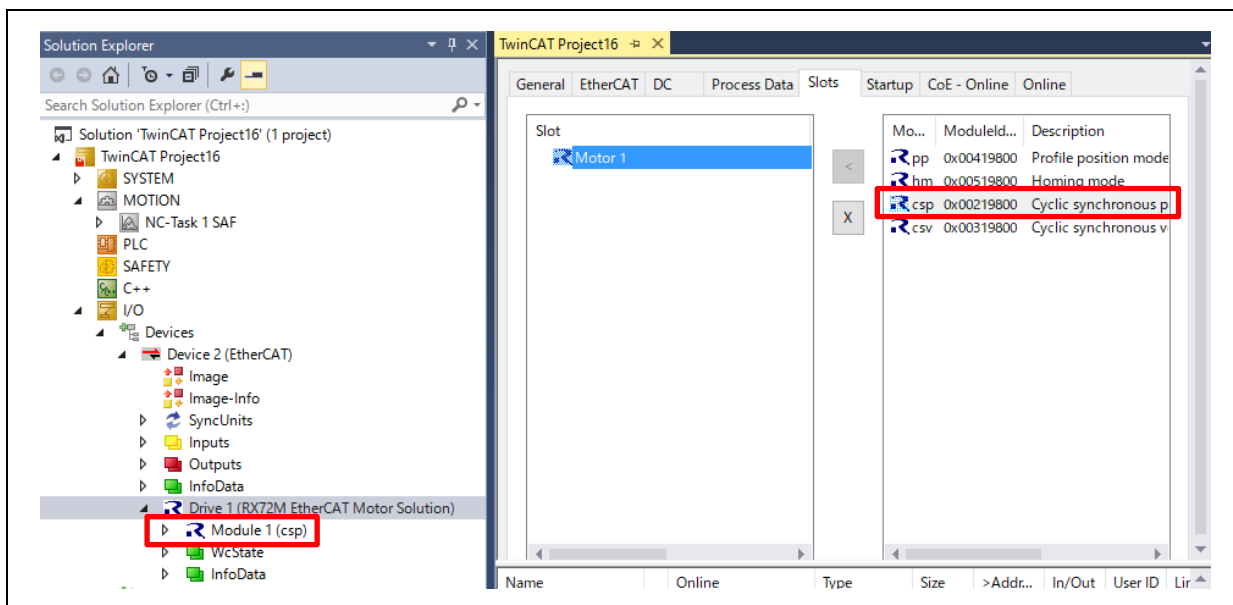 Solution Explorer
Search Solution Explorer (Ctrl+:)
Solution 'TwinCAT Project16' (1 project)
TwinCAT Project16
SYSTEM
MOTION
NC-Task 1 SAF
PLC
SAFETY
C++
I/O
Devices
Device 2 (EtherCAT)
Image
Image-Info
SyncUnits
Inputs
Outputs
InfoData
Drive 1 (RX72M EtherCAT Motor Solution)
Module 1 (csp)
WcState
InfoData
TwinCAT Project16
General EtherCAT DC Process Data Slots Startup CoE - Online Online
Slot
Motor 1
<
X
Mo... ModuleId... Description
pp 0x00419800 Profile position mode
hm 0x00519800 Homing mode
csp 0x00219800 Cyclic synchronous p
csv 0x00319800 Cyclic synchronous v
Name Online Type Size >Addr... In/Out User ID Lir